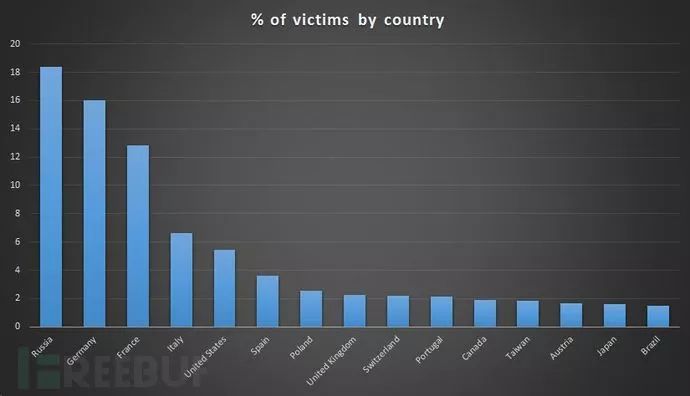 % of victims by country
20
18
16
14
12
10
8
6
4
2
0
Russia
Germany
France
Italy
United States
Spain
Poland
United Kingdom
Switzerland
Portugal
Canada
Taiwan
Austria
Japan
Brazil
FREEBUF